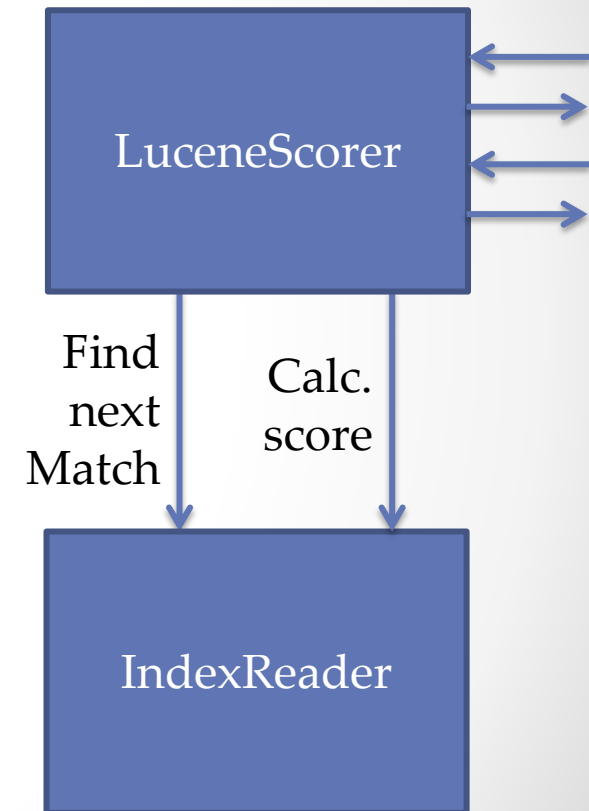 LuceneScorer
Find
next
Match
Calc.
score
IndexReader